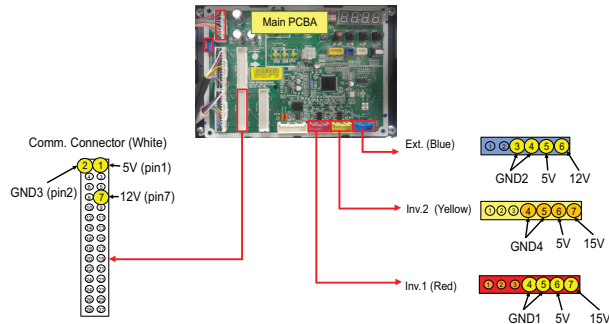 Main PCBA
Comm. Connector (White)
2 1
5V (pin1)
GND3 (pin2)
7
12V (pin7)
Ext. (Blue)
1 2 3 4 5 6
GND2 5V 12V
Inv.2 (Yellow)
1 2 3 4 5 6 7
GND4 5V 15V
Inv.1 (Red)
1 2 3 4 5 6 7
GND1 5V 15V